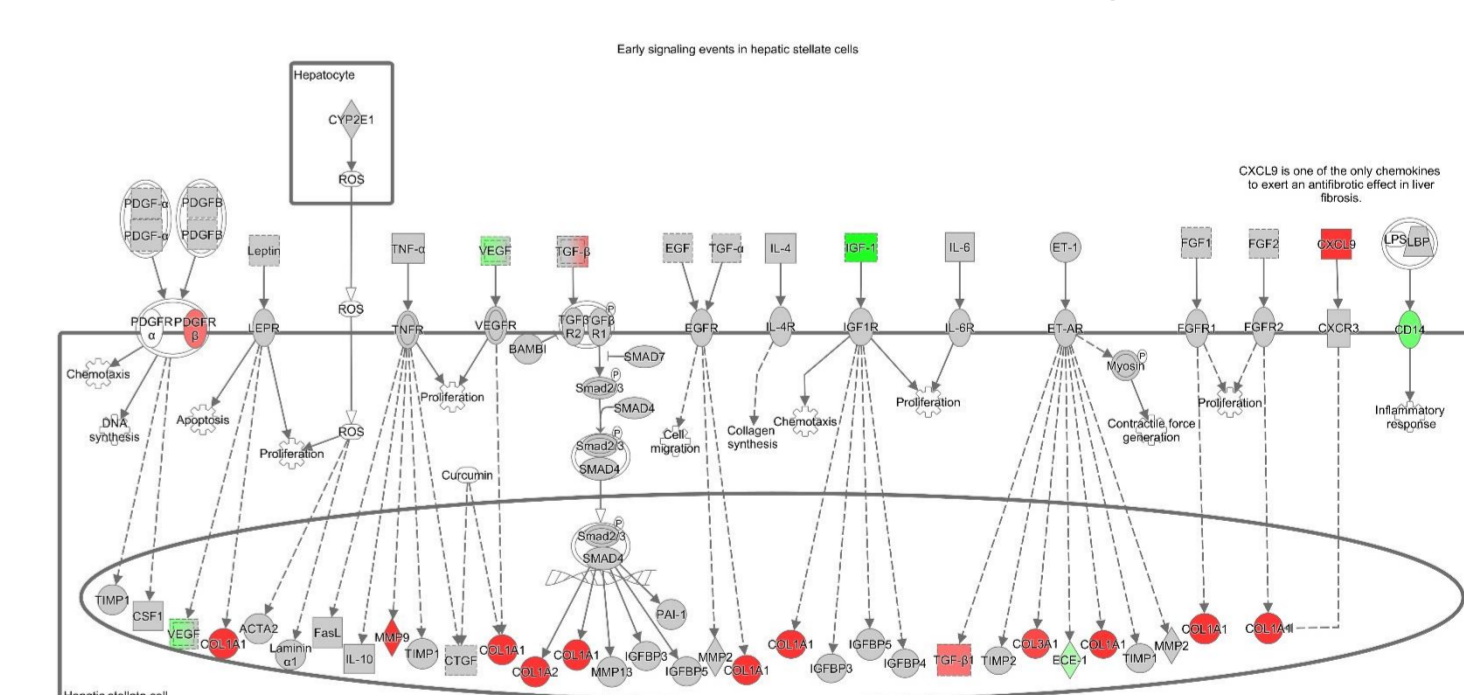 Early signaling events in hepatic stellate cells
Hepatocyte
CYP2E1
ROS
CXCL9 is one of the only chemokines
to exert an antifibrotic effect in liver
fibrosis.
PDGF-α
PDGFB
PDGF-α
PDGFB
Leptin
TNF-α
VEGF
TGF-β
EGF
TGF-α
IL-4
IGF-1
IL-6
ET-1
FGF1
FGF2
CXCL9
LPS
LBP
ROS
PDGFR
α
PDGFR
β
LEPR
TNFR
VEGFR
TGFβ
R2
TGFβ
R1
P
EGFR
IL-4R
IGF1R
IL-6R
ET-AR
FGFR1
FGFR2
CXCR3
CD14
BAMBI
SMAD7
Myosin
P
Chemotaxis
DNA
synthesis
Apoptosis
Proliferation
ROS
Proliferation
Smad2/3
P
SMAD4
Smad2/3
P
SMAD4
Cell
migration
Collagen
synthesis
Chemotaxis
Proliferation
Contractile force
generation
Proliferation
Inflammatory
response
Curcumin
Smad2/3
P
SMAD4
TIMP1
CSF1
VEGF
COL1A1
ACTA2
Laminin
α1
FasL
IL-10
MMP9
TIMP1
CTGF
COL1A1
COL1A2
COL1A1
MMP13
IGFBP3
PAI-1
IGFBP5
MMP2
COL1A1
COL1A1
IGFBP3
IGFBP5
IGFBP4
TGF-β1
TIMP2
COL3A1
ECE-1
COL1A1
TIMP1
MMP2
COL1A1
COL1A1
Hepatic stellate cell